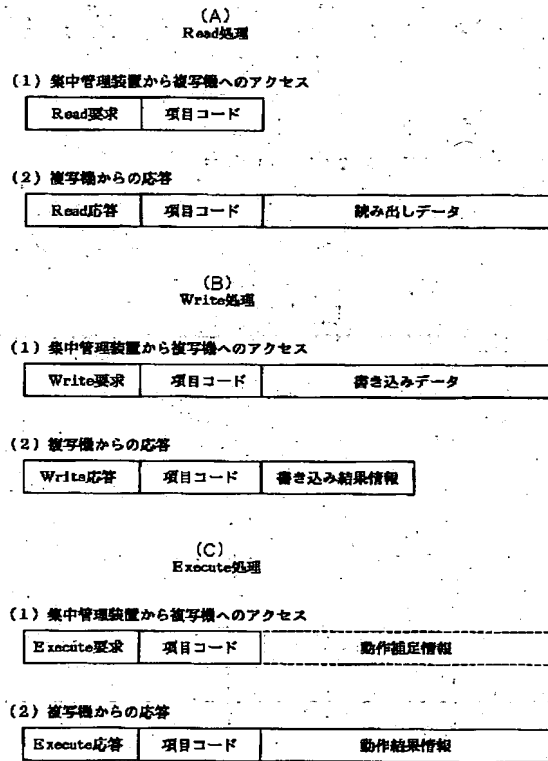 (A)
Read処理
(1) 集中管理装置から複写機へのアクセス
Read要求 項目コード
(2) 複写機からの応答
Read応答 項目コード 読み出しデータ
(B)
Write処理
(1) 集中管理装置から複写機へのアクセス
Write要求 項目コード 書き込みデータ
(2) 複写機からの応答
Write応答 項目コード 書き込み結果情報
(C)
Execute処理
(1) 集中管理装置から複写機へのアクセス
Execute要求 項目コード 動作補足情報
(2) 複写機からの応答
Execute応答 項目コード 動作結果情報